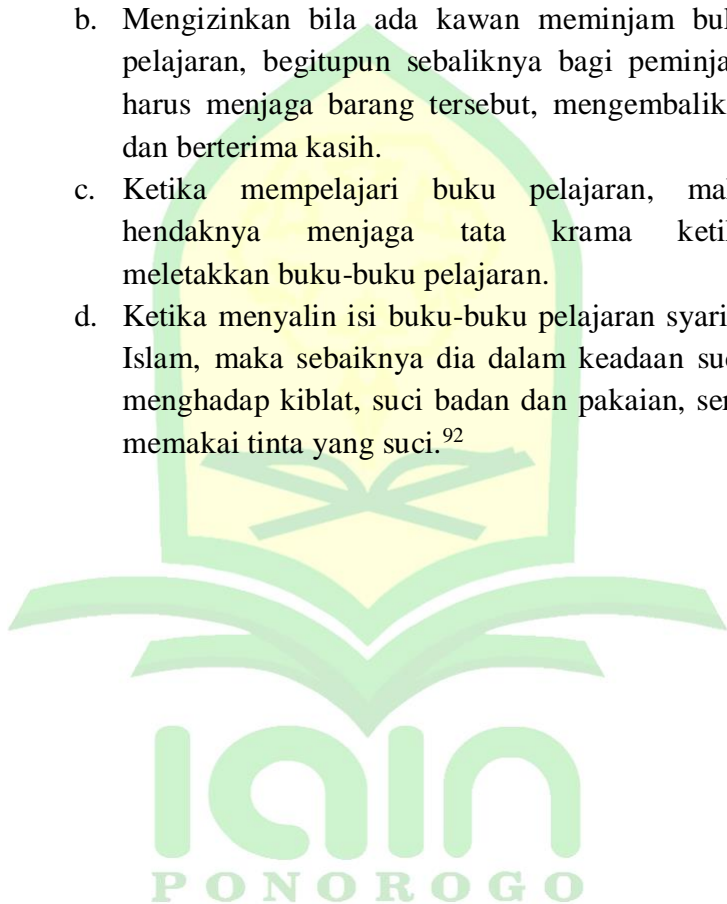 b. Mengizinkan bila ada kawan meminjam
pelajaran, begitupun sebaliknya bagi
harus menjaga barang tersebut,
dan berterima kasih.
c. Ketika mempelajari buku pelajaran,
hendaknya menjaga tata krama
meletakkan buku-buku pelajaran.
d. Ketika menyalin isi buku-buku pelajaran
Islam, maka sebaiknya dia dalam keadaan
menghadap kiblat, suci badan dan pakaian,
memakai tinta yang suci.92
IAIN
PONOROGO